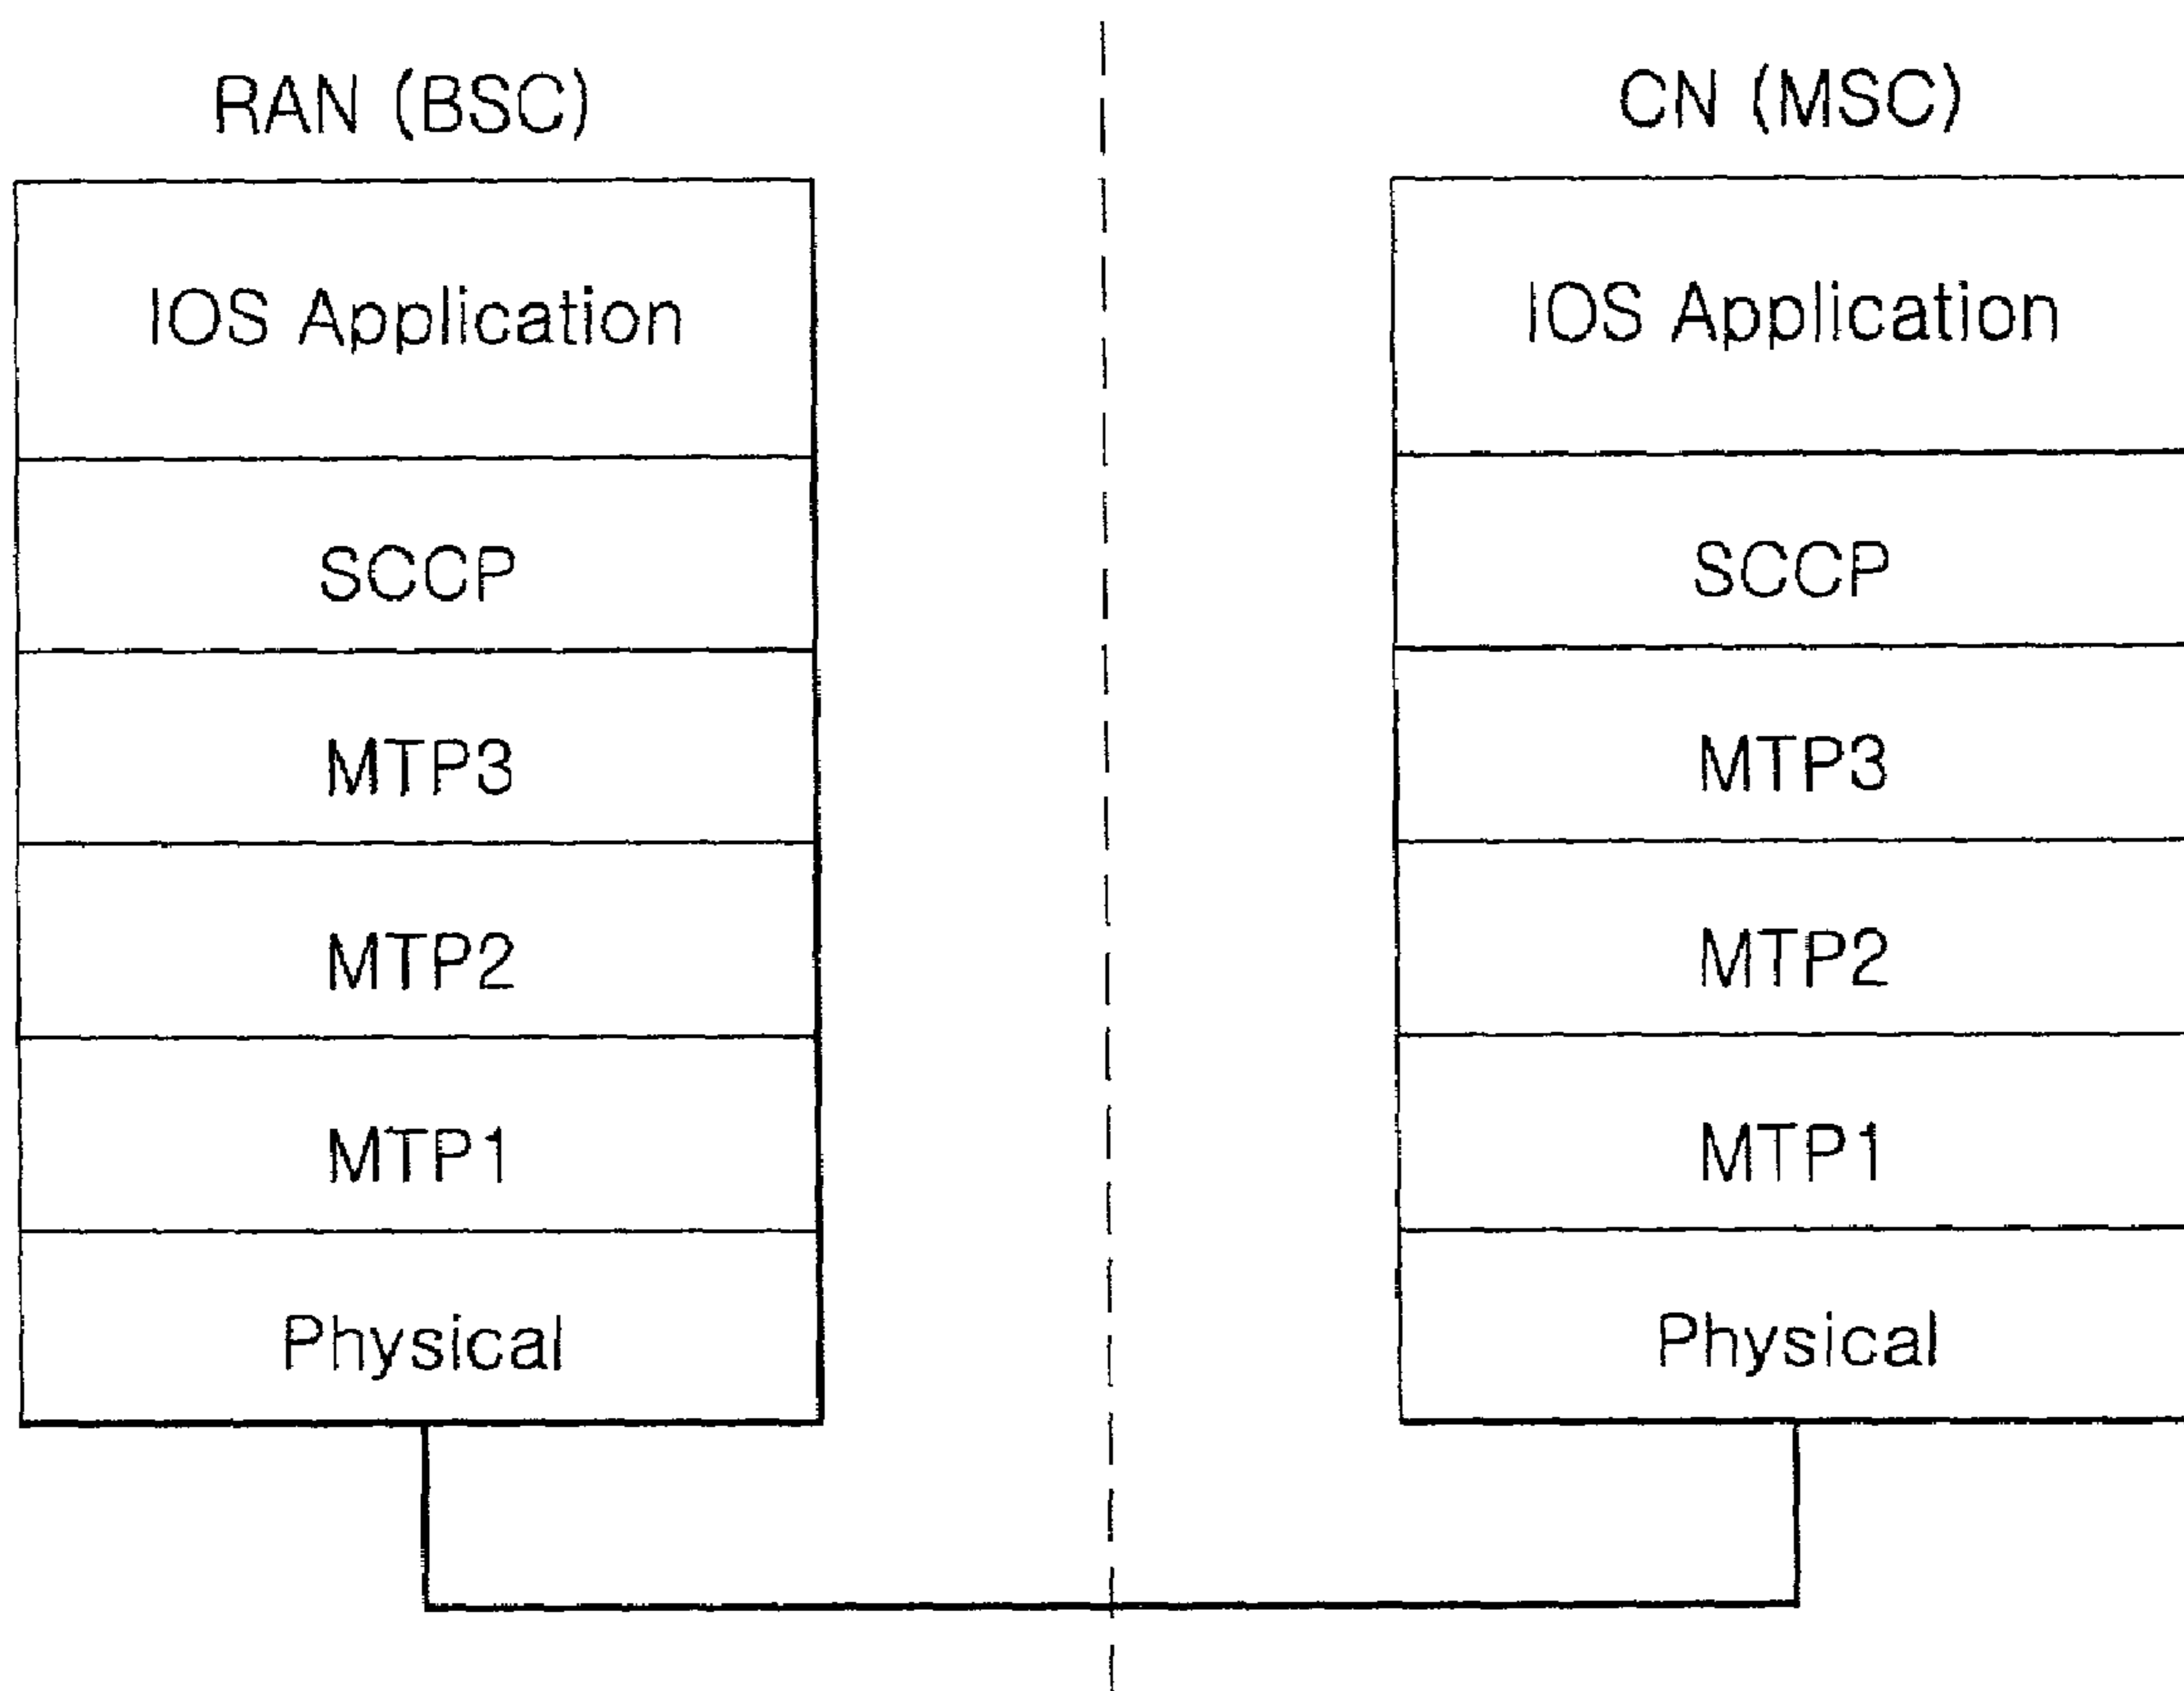 RAN (BSC)
IOS Application
SCCP
MTP3
MTP2
MTP1
Physical
CN (MSC)
IOS Application
SCCP
MTP3
MTP2
MTP1
Physical